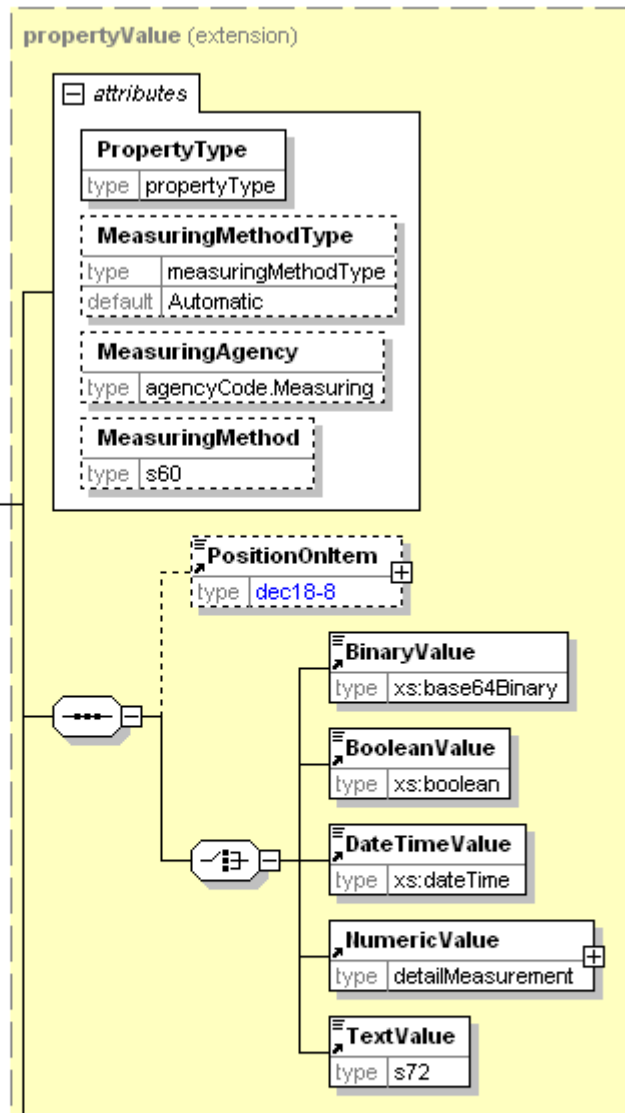 propertyValue (extension)
attributes
PropertyType
type propertyType
MeasuringMethodType
type measuringMethodType
default Automatic
MeasuringAgency
type agencyCode.Measuring
MeasuringMethod
type s60
PositionOnItem
type dec18-8
BinaryValue
type xs:base64Binary
BooleanValue
type xs:boolean
DateTimeValue
type xs:dateTime
NumericValue
type detailMeasurement
TextValue
type s72